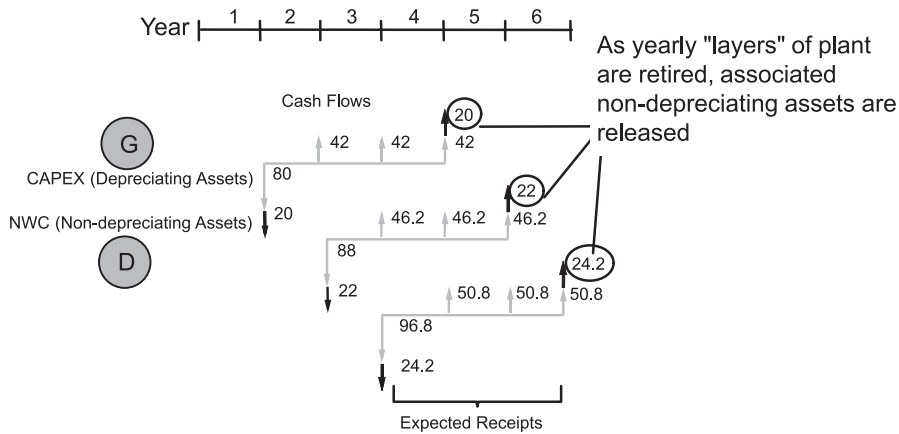 Year 1 2 3 4 5 6
As yearly "layers" of plant
are retired, associated
non-depreciating assets are
released
Cash Flows
20
G
42 42 42
CAPEX (Depreciating Assets)
80
22
NWC (Non-depreciating Assets)
20
46.2 46.2 46.2
D
88
24.2
22
50.8 50.8 50.8
96.8
24.2
Expected Receipts